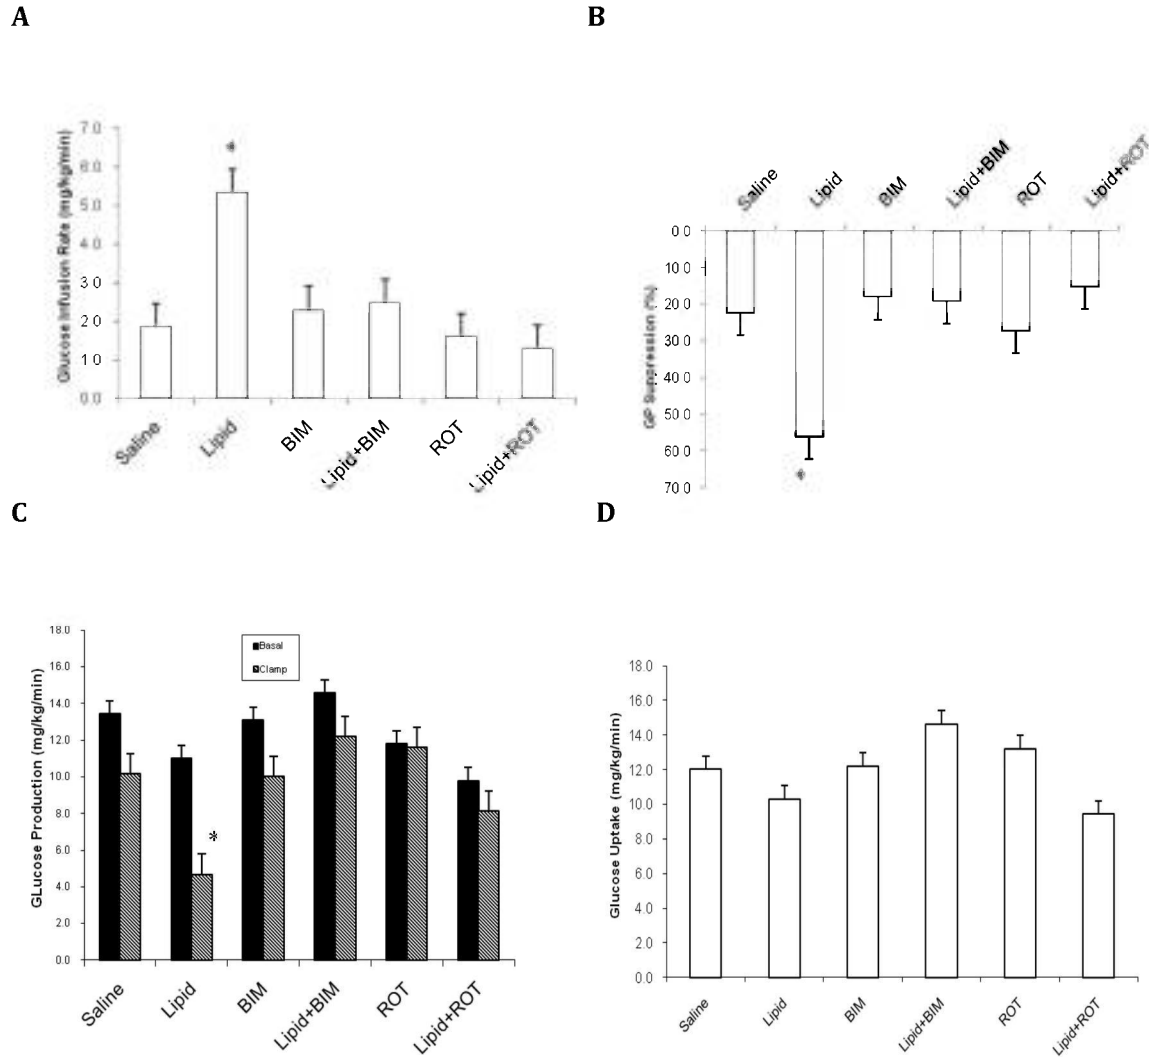 A
B
Glucose Infusion Rate (mg/kg/min)
7.0
6.0
5.0
4.0
3.0
2.0
1.0
0.0
*
Saline
Lipid
BIM
Lipid+BIM
ROT
Lipid+ROT
Saline
Lipid
BIM
Lipid+BIM
ROT
Lipid+ROT
GP Suppression (%)
0.0
10.0
20.0
30.0
40.0
50.0
60.0
70.0
*
C
D
GLucose Production (mg/kg/min)
18.0
16.0
14.0
12.0
10.0
8.0
6.0
4.0
2.0
0.0
Basal
Clamp
*
Saline
Lipid
BIM
Lipid+BIM
ROT
Lipid+ROT
Glucose Uptake (mg/kg/min)
18.0
16.0
14.0
12.0
10.0
8.0
6.0
4.0
2.0
0.0
Saline
Lipid
BIM
Lipid+BIM
ROT
Lipid+ROT